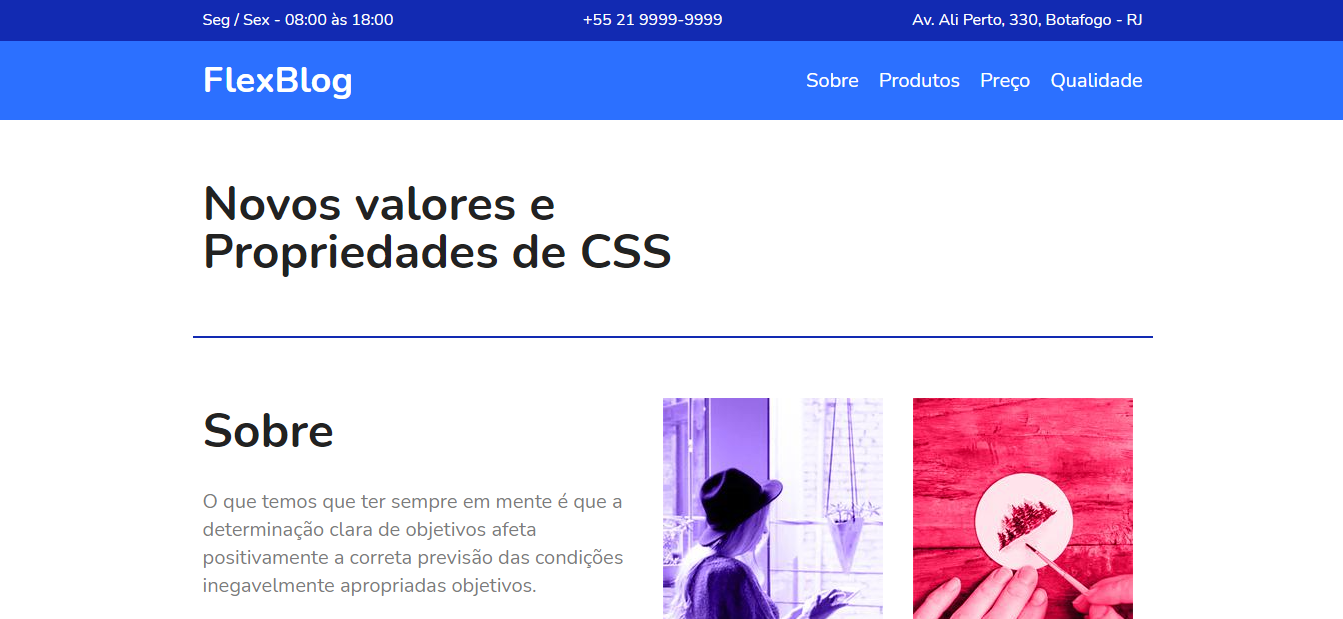 Seg / Sex - 08:00 às 18:00
+55 21 9999-9999
Av. Ali Perto, 330, Botafogo - RJ
FlexBlog
Sobre
Produtos
Preço
Qualidade
Novos valores e
Propriedades de CSS
Sobre
O que temos que ter sempre em mente é que a
determinação clara de objetivos afeta
positivamente a correta previsão das condições
inegavelmente apropriadas objetivos.